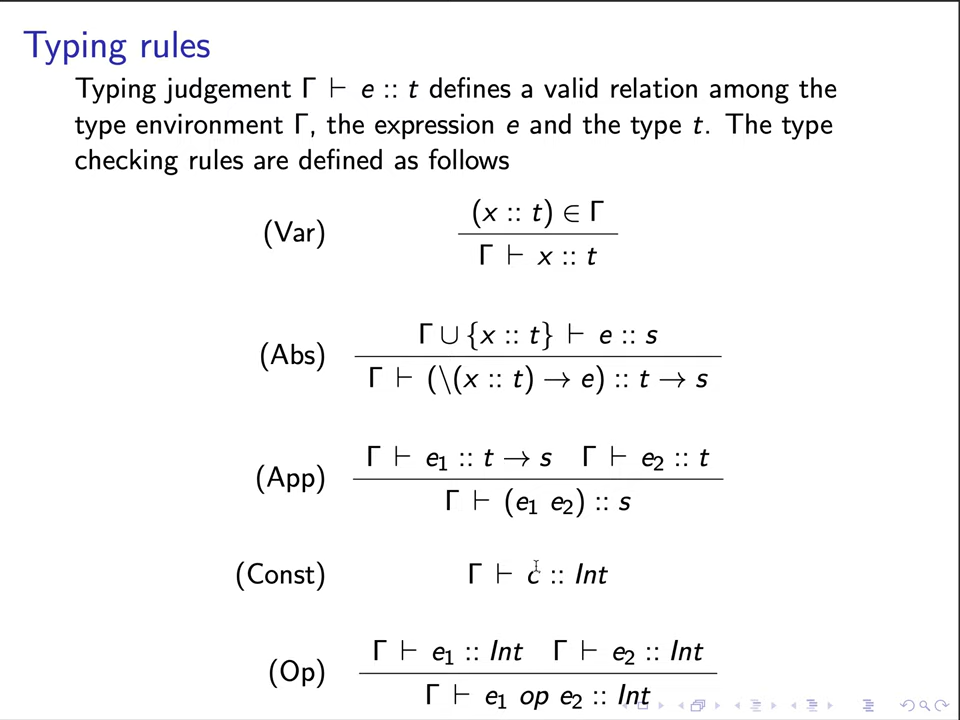 Typing rules
Typing judgement Γ ⊢ e :: t defines a valid relation among the
type environment Γ, the expression e and the type t. The type
checking rules are defined as follows
(Var)
(x :: t) ∈ Γ
Γ ⊢ x :: t
(Abs)
Γ ∪ {x :: t} ⊢ e :: s
Γ ⊢ (\(x :: t) → e) :: t → s
(App)
Γ ⊢ e₁ :: t → s Γ ⊢ e₂ :: t
Γ ⊢ (e₁ e₂) :: s
(Const)
Γ ⊢ c :: Int
(Op)
Γ ⊢ e₁ :: Int Γ ⊢ e₂ :: Int
Γ ⊢ e₁ op e₂ :: Int